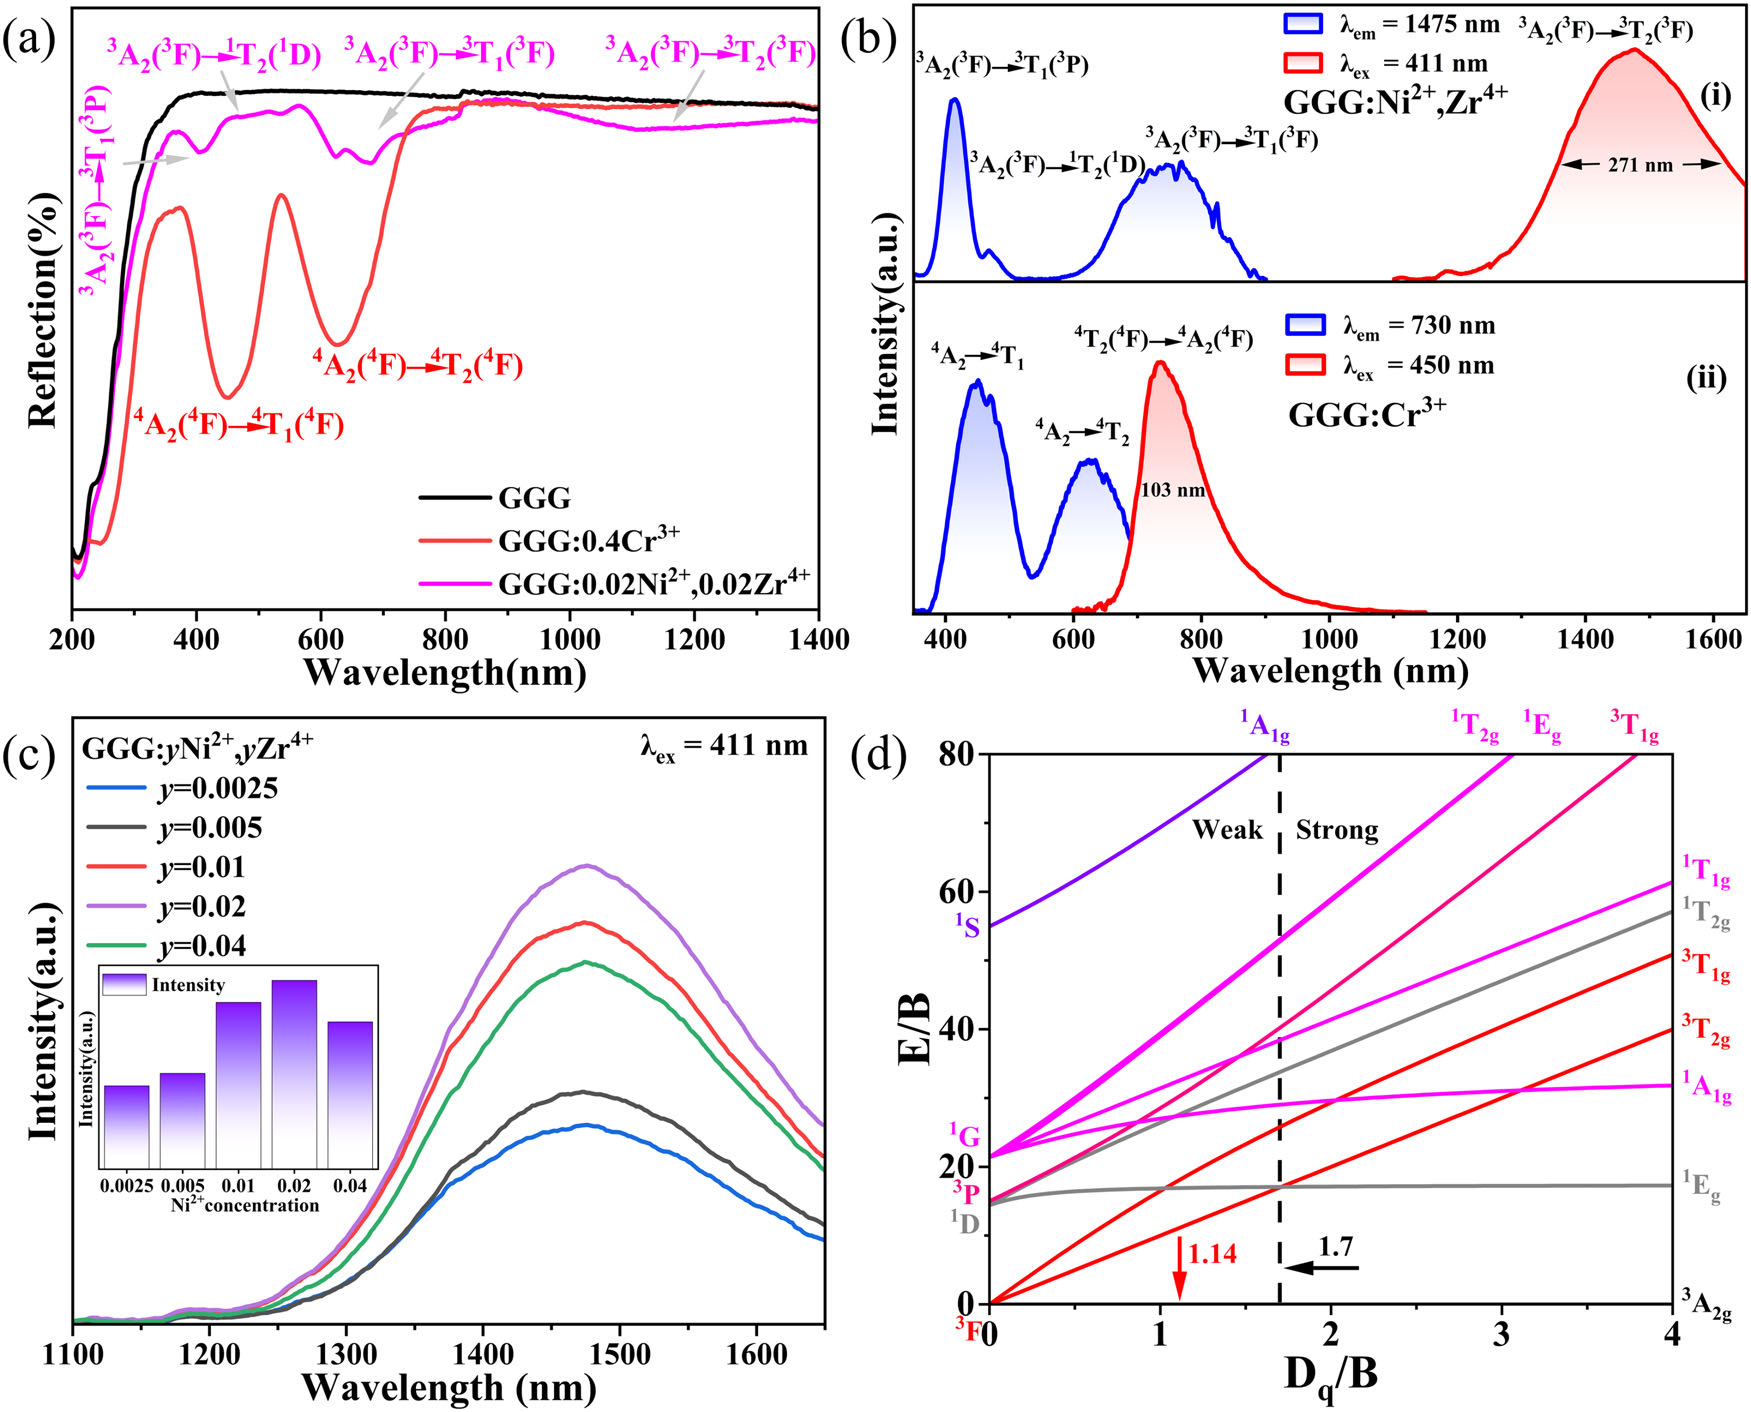 (a)
³A₂(³F)→¹T₂(¹D)
³A₂(³F)→³T₁(³F)
³A₂(³F)→³T₂(³F)
³A₂(³F)→³T₁(³P)
⁴A₂(⁴F)→⁴T₂(⁴F)
⁴A₂(⁴F)→⁴T₁(⁴F)
GGG
GGG:0.4Cr³⁺
GGG:0.02Ni²⁺,0.02Zr⁴⁺
Reflection(%)
200 400 600 800 1000 1200 1400
Wavelength(nm)
(b)
λem = 1475 nm
λex = 411 nm
GGG:Ni²⁺,Zr⁴⁺
(i)
³A₂(³F)→³T₁(³P)
³A₂(³F)→¹T₂(¹D)
³A₂(³F)→³T₁(³F)
³A₂(³F)→³T₂(³F)
271 nm
λem = 730 nm
λex = 450 nm
GGG:Cr³⁺
(ii)
⁴A₂→⁴T₁
⁴A₂→⁴T₂
⁴T₂(⁴F)→⁴A₂(⁴F)
103 nm
Intensity(a.u.)
400 600 800 1000 1200 1400 1600
Wavelength (nm)
(c)
GGG:yNi²⁺,yZr⁴⁺
λex = 411 nm
y=0.0025
y=0.005
y=0.01
y=0.02
y=0.04
Intensity
Intensity(a.u.)
0.0025 0.005 0.01 0.02 0.04
Ni²⁺concentration
Intensity(a.u.)
1100 1200 1300 1400 1500 1600
Wavelength (nm)
(d)
¹A₁g
¹T₂g
¹Eg
³T₁g
Weak
Strong
¹T₁g
¹T₂g
³T₁g
³T₂g
¹A₁g
¹Eg
³A₂g
¹S
¹G
³P
¹D
³F
1.14
1.7
80
60
40
20
0
E/B
0 1 2 3 4
Dq/B